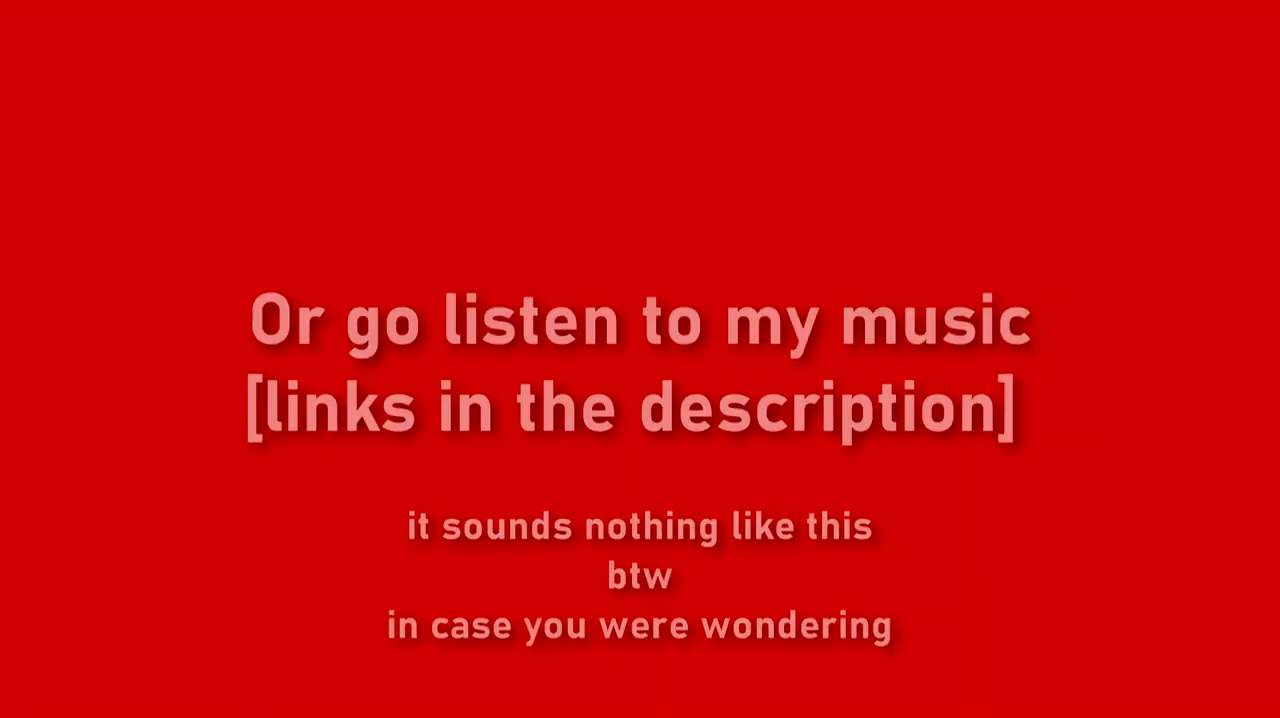 Or go listen to my music
[links in the description]
it sounds nothing like this
btw
in case you were wondering